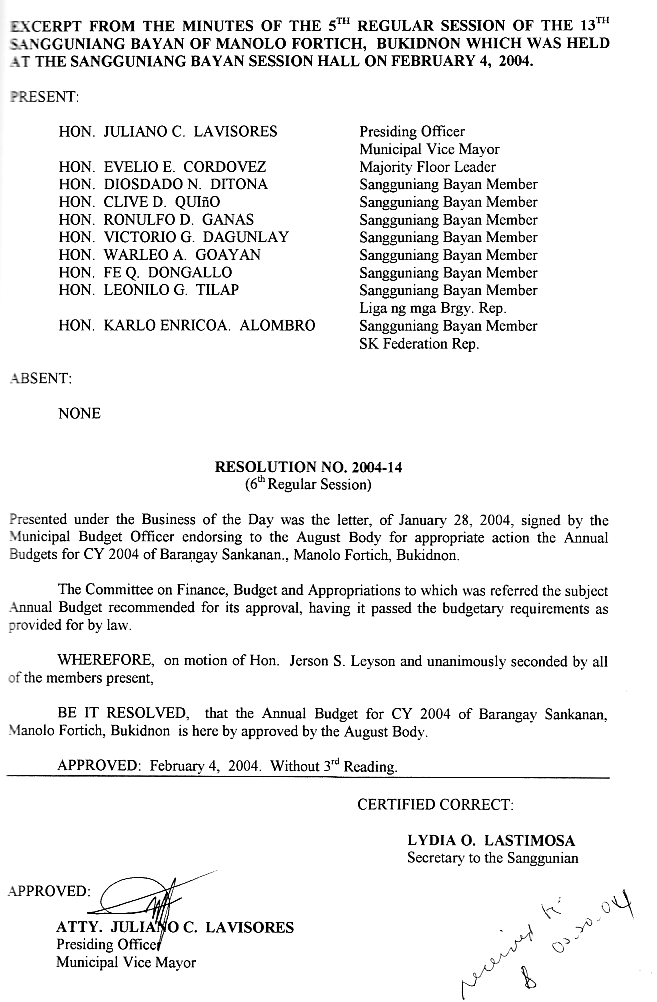 EXCERPT FROM THE MINUTES OF THE 5TH REGULAR SESSION OF THE 13TH
SANGGUNIANG BAYAN OF MANOLO FORTICH, BUKIDNON WHICH WAS HELD
AT THE SANGGUNIANG BAYAN SESSION HALL ON FEBRUARY 4, 2004.
PRESENT:
HON. JULIANO C. LAVISORES Presiding Officer
Municipal Vice Mayor
HON. EVELIO E. CORDOVEZ Majority Floor Leader
HON. DIOSDADO N. DITONA Sangguniang Bayan Member
HON. CLIVE D. QUIñO Sangguniang Bayan Member
HON. RONULFO D. GANAS Sangguniang Bayan Member
HON. VICTORIO G. DAGUNLAY Sangguniang Bayan Member
HON. WARLEO A. GOAYAN Sangguniang Bayan Member
HON. FE Q. DONGALLO Sangguniang Bayan Member
HON. LEONILO G. TILAP Sangguniang Bayan Member
Liga ng mga Brgy. Rep.
HON. KARLO ENRICOA. ALOMBRO Sangguniang Bayan Member
SK Federation Rep.
ABSENT:
NONE
RESOLUTION NO. 2004-14
(6th Regular Session)
Presented under the Business of the Day was the letter, of January 28, 2004, signed by the
Municipal Budget Officer endorsing to the August Body for appropriate action the Annual
Budgets for CY 2004 of Barangay Sankanan., Manolo Fortich, Bukidnon.
The Committee on Finance, Budget and Appropriations to which was referred the subject
Annual Budget recommended for its approval, having it passed the budgetary requirements as
provided for by law.
WHEREFORE, on motion of Hon. Jerson S. Leyson and unanimously seconded by all
of the members present,
BE IT RESOLVED, that the Annual Budget for CY 2004 of Barangay Sankanan,
Manolo Fortich, Bukidnon is here by approved by the August Body.
APPROVED: February 4, 2004. Without 3rd Reading.
CERTIFIED CORRECT:
LYDIA O. LASTIMOSA
Secretary to the Sanggunian
APPROVED:
ATTY. JULIANO C. LAVISORES
Presiding Officer
Municipal Vice Mayor
received